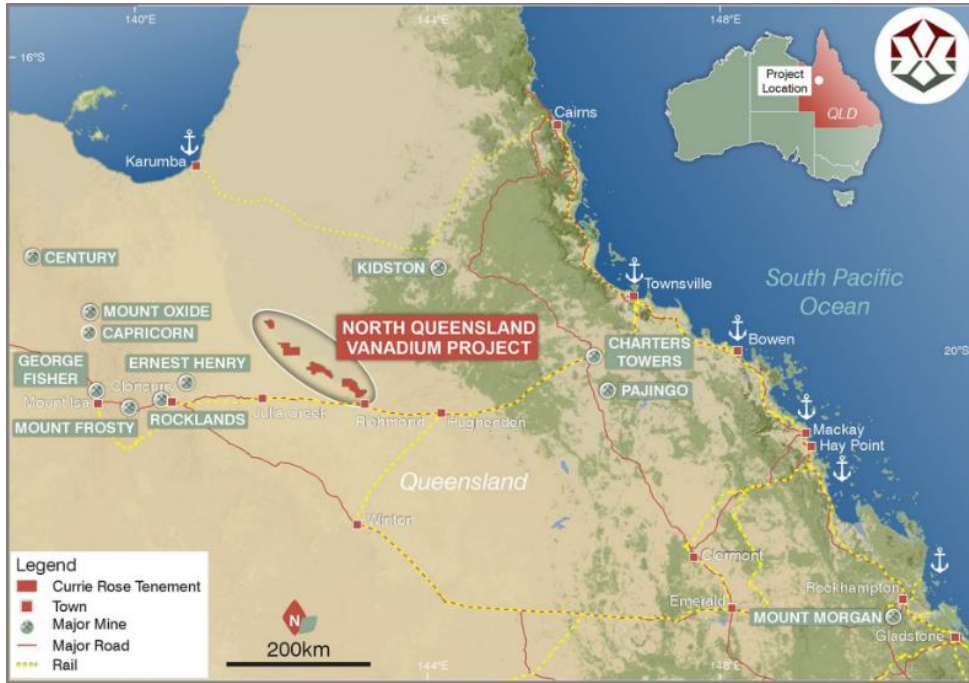 140°E
144°E
148°E
16°S
Project
Location
QLD
Cairns
Karumba
CENTURY
KIDSTON
Townsville
South Pacific
Ocean
MOUNT OXIDE
CAPRICORN
NORTH QUEENSLAND
VANADIUM PROJECT
CHARTERS
TOWERS
Bowen
20°S
GEORGE
FISHER
ERNEST HENRY
Cloncurry
PAJINGO
Mount Isa
MOUNT FROSTY
ROCKLANDS
Julia Creek
Richmond
Hughenden
Mackay
Hay Point
Queensland
Winton
Clermont
Legend
Currie Rose Tenement
Town
Major Mine
Major Road
Rail
N
200km
Emerald
Rockhampton
MOUNT MORGAN
Gladstone
144°E
148°E